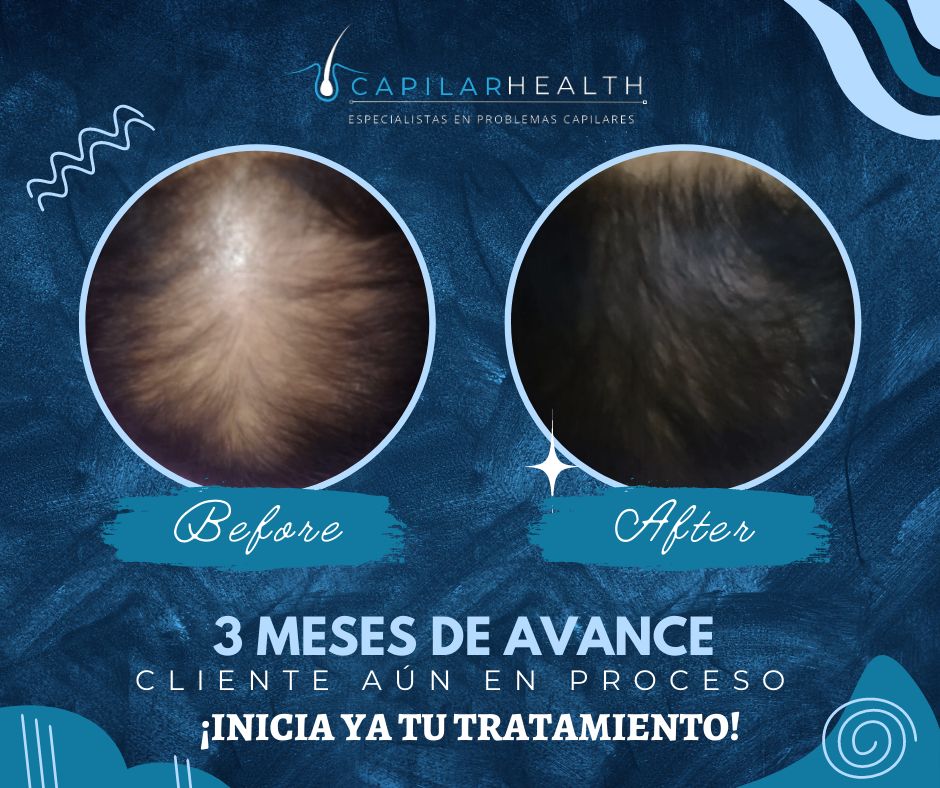 CAPILARHEALTH
ESPECIALISTAS EN PROBLEMAS CAPILARES
Before
After
3 MESES DE AVANCE
CLIENTE AÚN EN PROCESO
¡INICIA YA TU TRATAMIENTO!